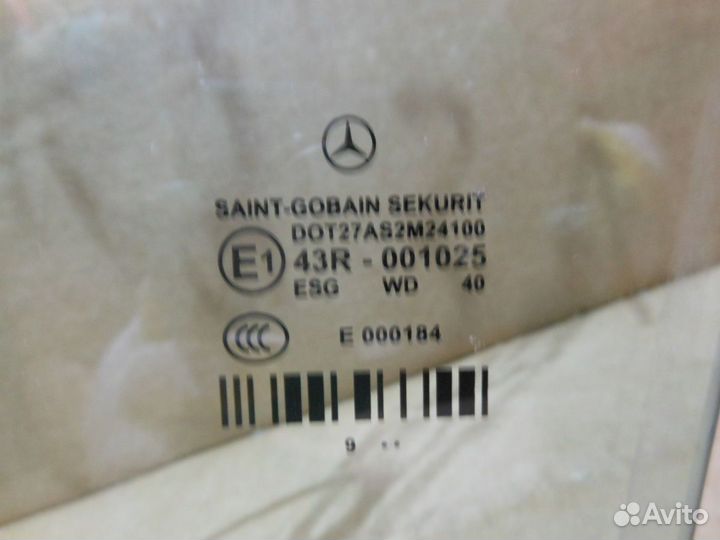 SAINT-GOBAIN SEKURIT
DOT27AS2M24100
E1 43R - 001025
ESG WD 40
CCC E 000184
9 ..
Avito